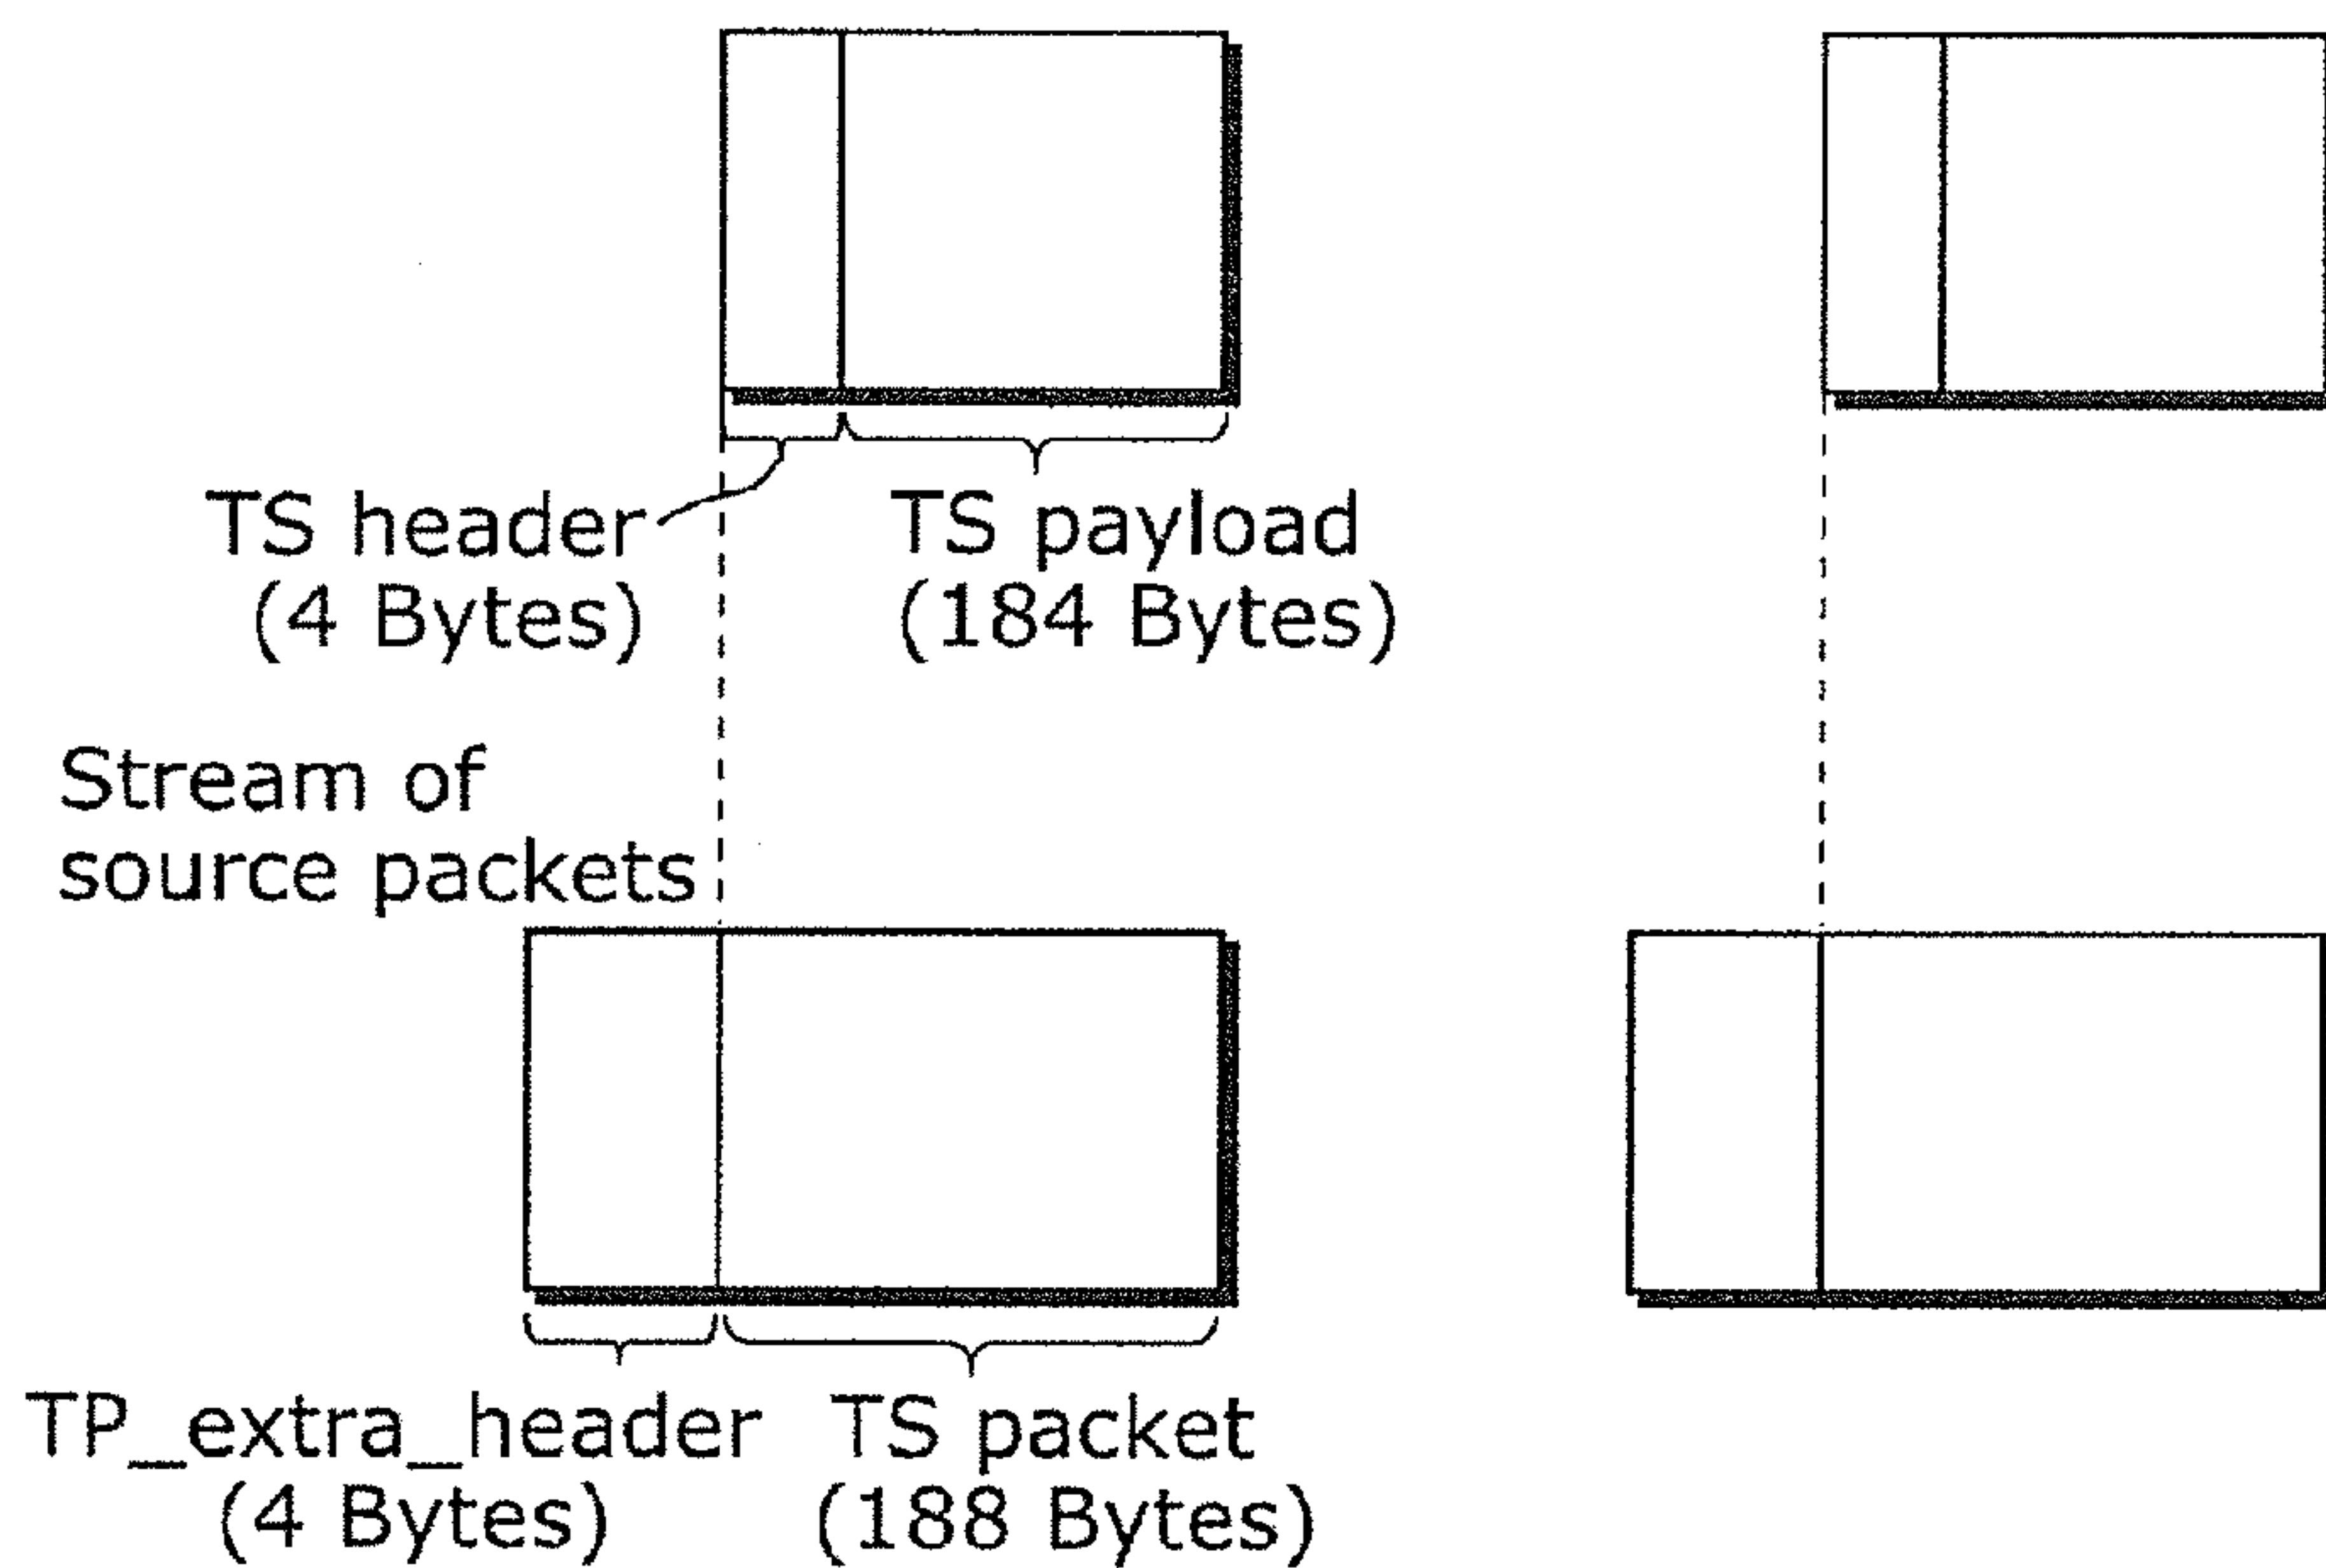 TS header
(4 Bytes)
TS payload
(184 Bytes)
Stream of
source packets
TP_extra_header
(4 Bytes)
TS packet
(188 Bytes)